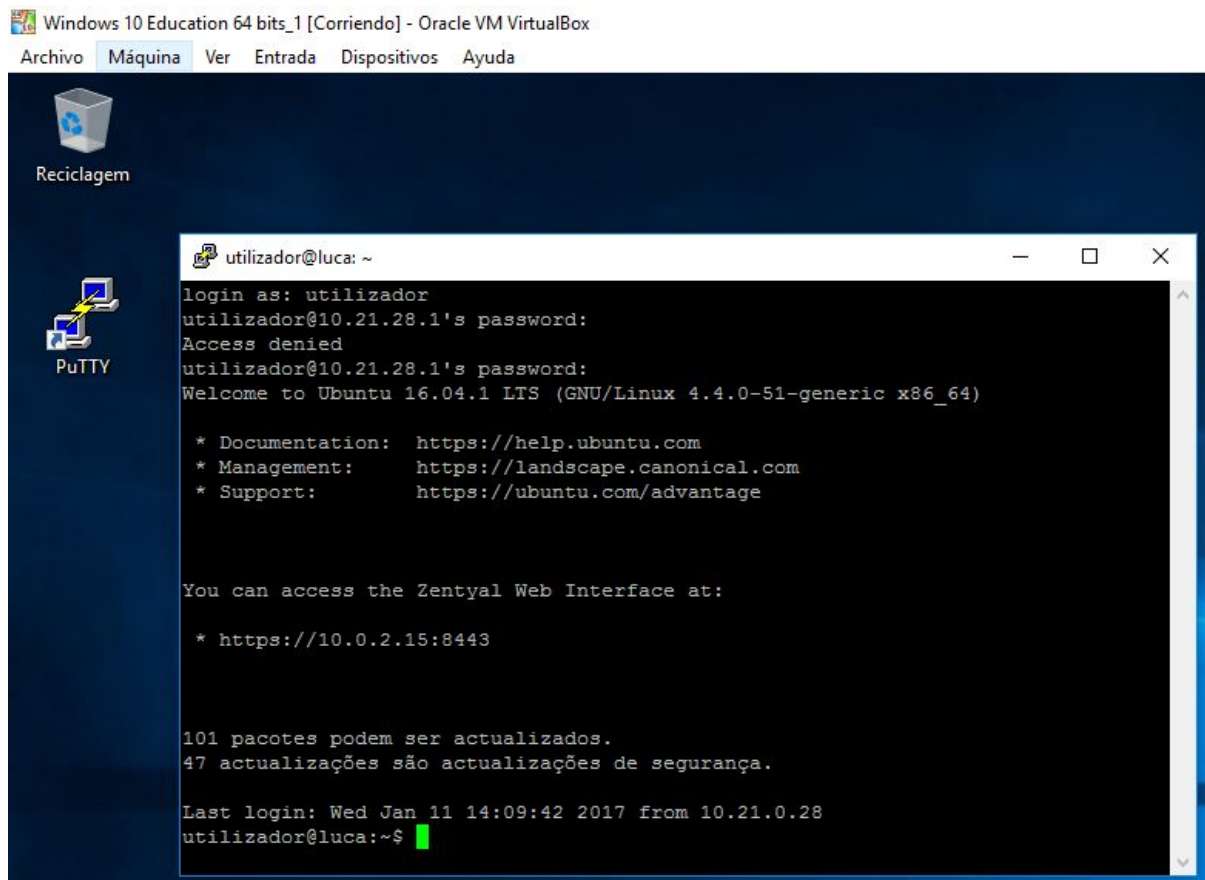 Windows 10 Education 64 bits_1 [Corriendo] - Oracle VM VirtualBox
Archivo Máquina Ver Entrada Dispositivos Ayuda
Reciclagem
PuTTY
utilizador@luca: ~
login as: utilizador
utilizador@10.21.28.1's password:
Access denied
utilizador@10.21.28.1's password:
Welcome to Ubuntu 16.04.1 LTS (GNU/Linux 4.4.0-51-generic x86_64)
* Documentation: https://help.ubuntu.com
* Management: https://landscape.canonical.com
* Support: https://ubuntu.com/advantage
You can access the Zentyal Web Interface at:
* https://10.0.2.15:8443
101 pacotes podem ser actualizados.
47 actualizações são actualizações de segurança.
Last login: Wed Jan 11 14:09:42 2017 from 10.21.0.28
utilizador@luca:~$